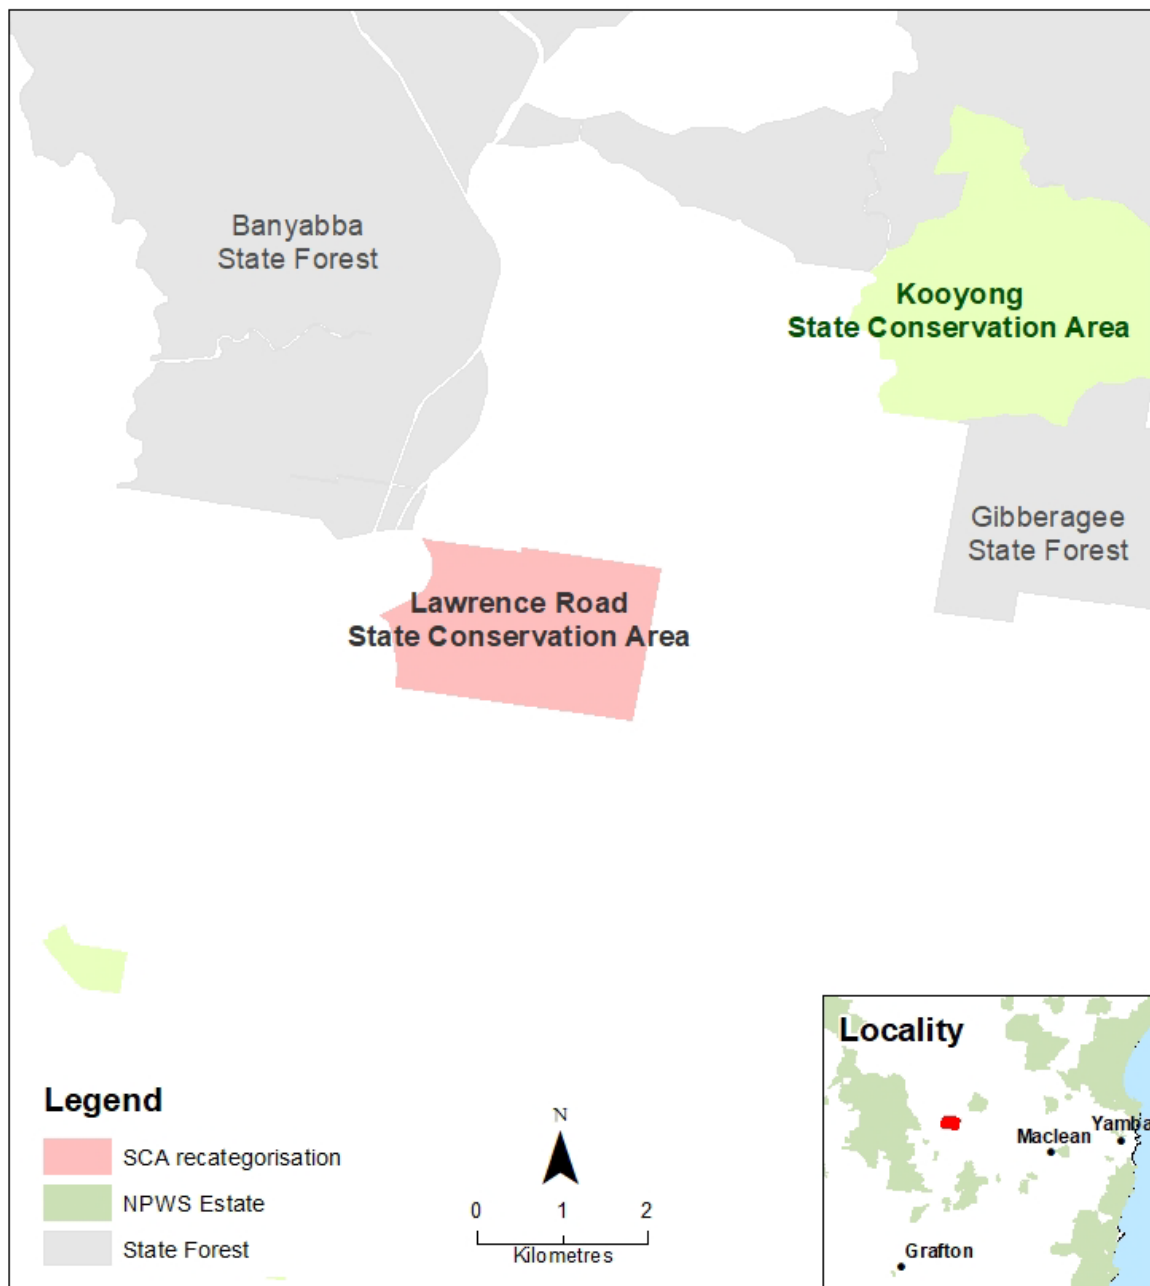 Banyabba
State Forest
Kooyong
State Conservation Area
Gibberagee
State Forest
Lawrence Road
State Conservation Area
Legend
SCA recategorisation
NPWS Estate
State Forest
N
0 1 2
Kilometres
Locality
Yamba
Maclean
Grafton